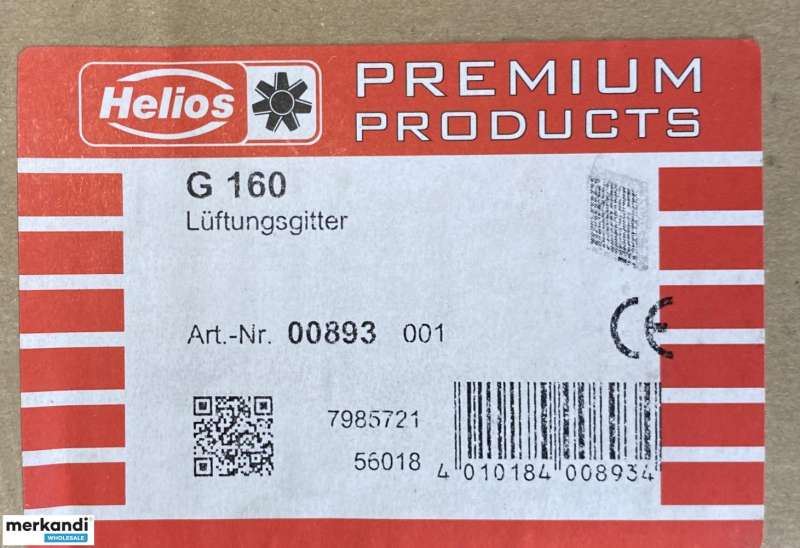 Helios
PREMIUM
PRODUCTS
G 160
Lüftungsgitter
Art.-Nr. 00893 001
CE
7985721
56018
4 010184 008934
merkandi
WHOLESALE